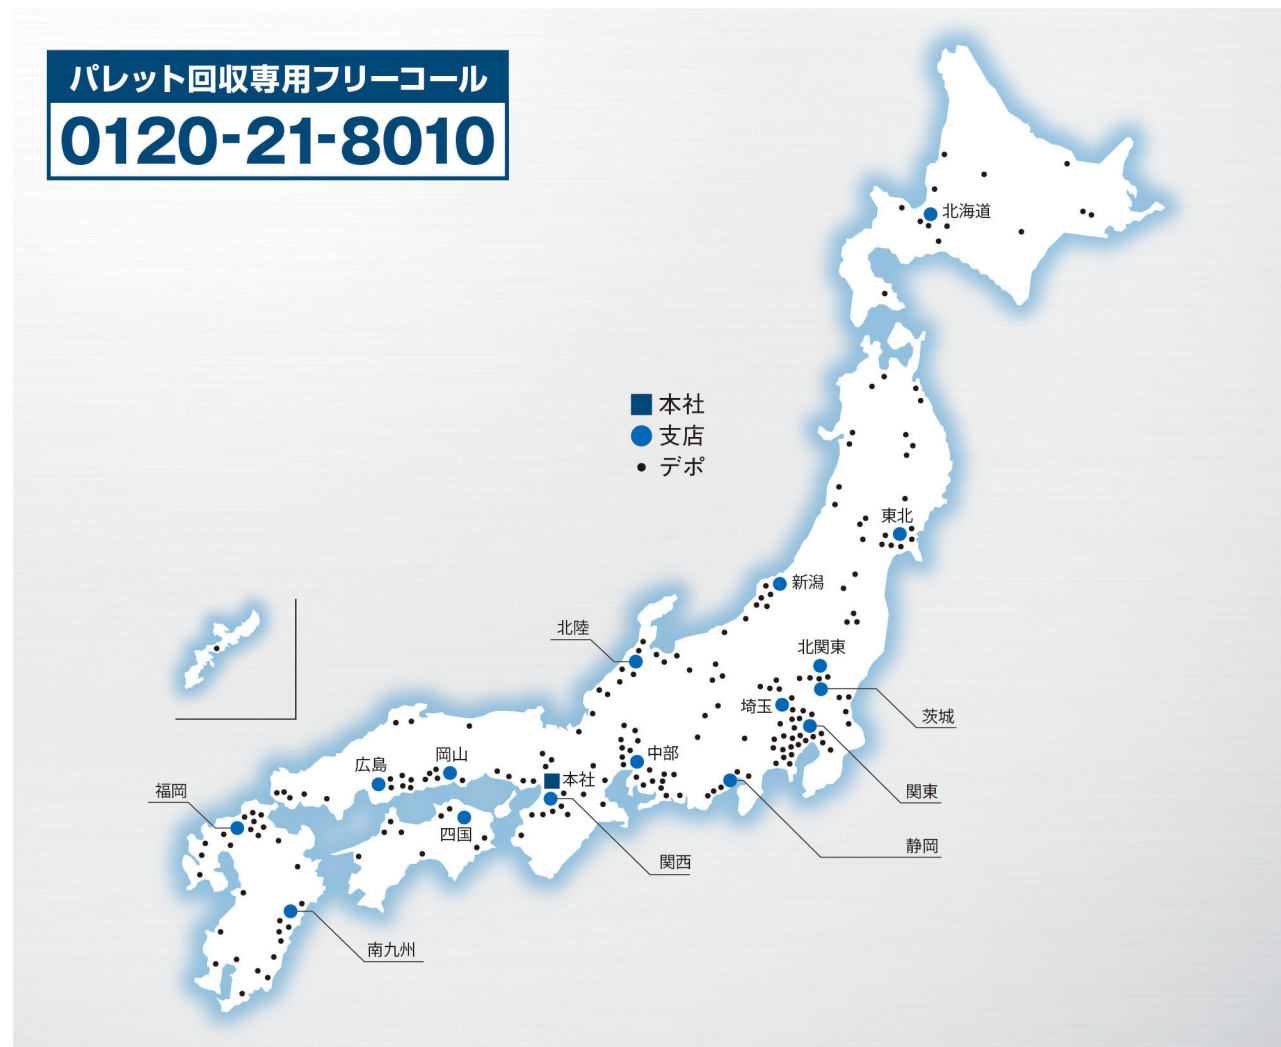 パレット回収専用フリーコール
0120-21-8010
北海道
本社
支店
デポ
東北
新潟
北陸
北関東
埼玉
茨城
中部
岡山
広島
本社
福岡
関東
四国
静岡
関西
南九州